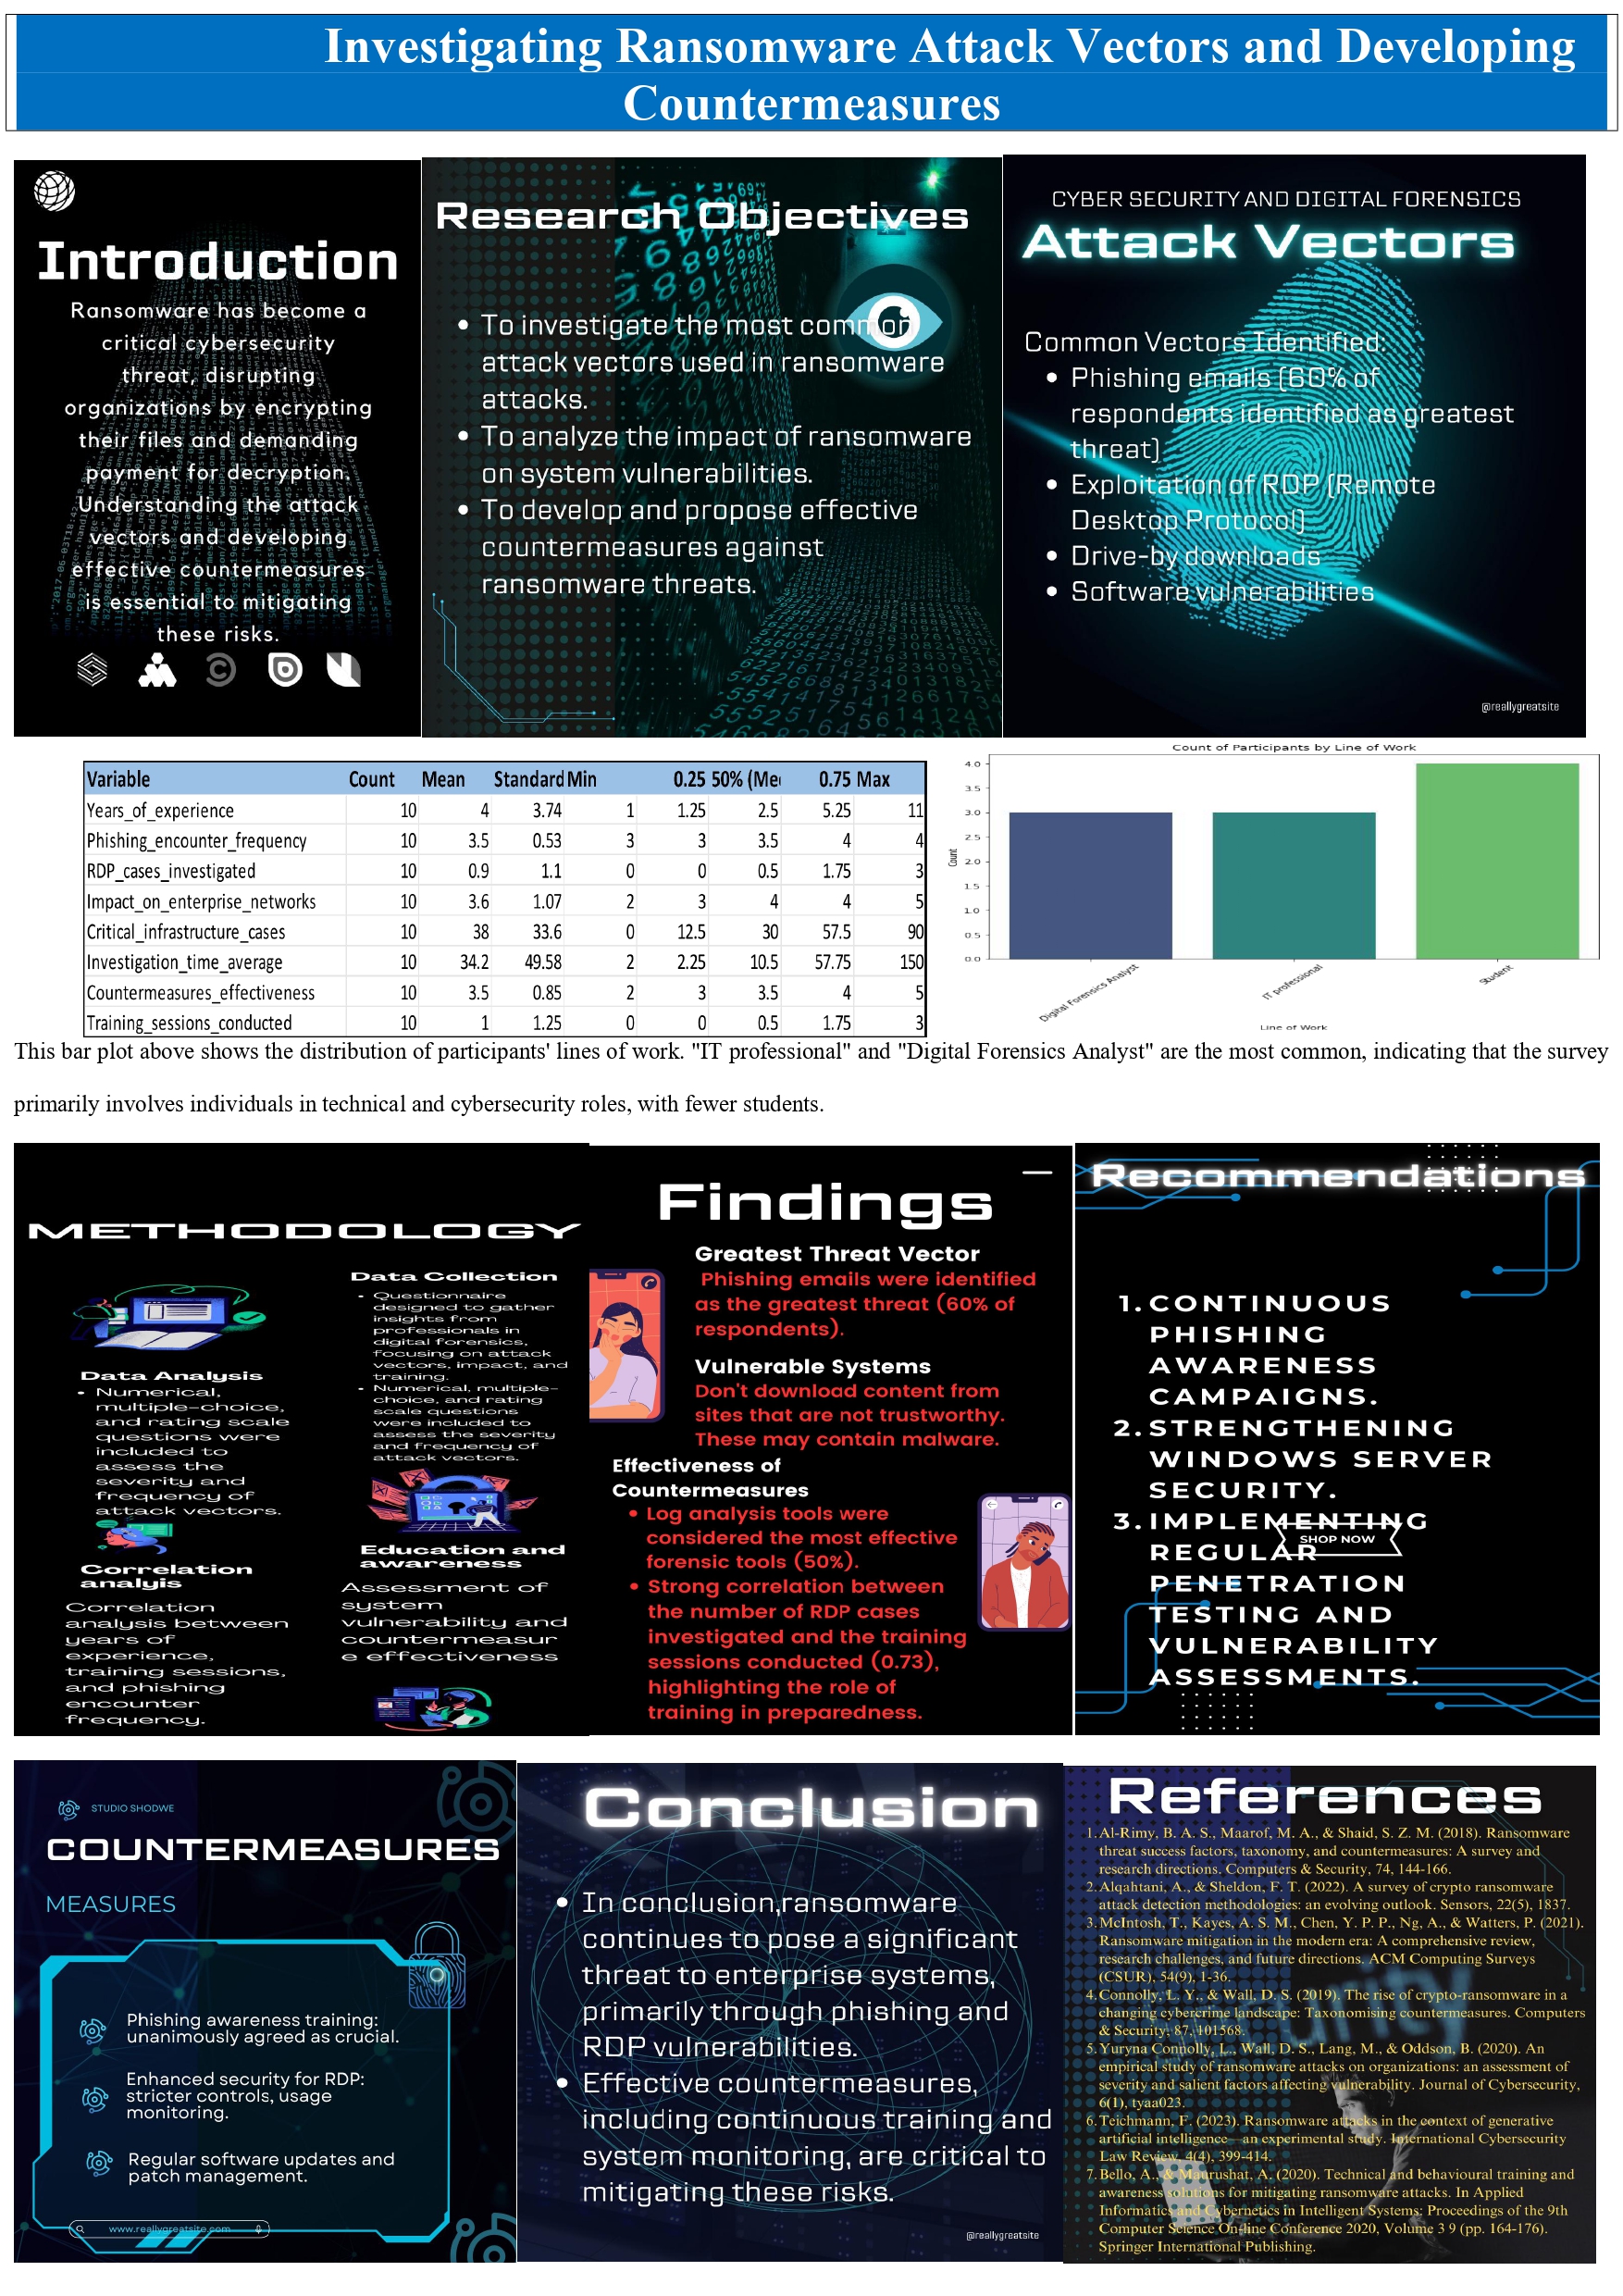 Investigating Ransomware Attack Vectors and Developing
Countermeasures
Introduction
Ransomware has become a
critical cybersecurity
threat, disrupting
organizations by encrypting
their files and demanding
payment for decryption.
Understanding the attack
vectors and developing
effective countermeasures
is essential to mitigating
these risks.
Research Objectives
• To investigate the most common
attack vectors used in ransomware
attacks.
• To analyze the impact of ransomware
on system vulnerabilities.
• To develop and propose effective
countermeasures against
ransomware threats.
CYBER SECURITY AND DIGITAL FORENSICS
Attack Vectors
Common Vectors Identified:
• Phishing emails (60% of
respondents identified as greatest
threat)
• Exploitation of RDP (Remote
Desktop Protocol)
• Drive-by downloads
• Software vulnerabilities
@reallygreatsite
Variable Count Mean Standard Min 0.25 50% (Me 0.75 Max
Years_of_experience 10 4 3.74 1 1.25 2.5 5.25 11
Phishing_encounter_frequency 10 3.5 0.53 3 3 3.5 4 4
RDP_cases_investigated 10 0.9 1.1 0 0 0.5 1.75 3
Impact_on_enterprise_networks 10 3.6 1.07 2 3 4 4 5
Critical_infrastructure_cases 10 38 33.6 0 12.5 30 57.5 90
Investigation_time_average 10 34.2 49.58 2 2.25 10.5 57.75 150
Countermeasures_effectiveness 10 3.5 0.85 2 3 3.5 4 5
Training_sessions_conducted 10 1 1.25 0 0 0.5 1.75 3
Count of Participants by Line of Work
4.0
3.5
3.0
2.5
2.0
1.5
1.0
0.5
0.0
Count
Digital Forensics Analyst
IT professional
Student
Line of Work
This bar plot above shows the distribution of participants' lines of work. "IT professional" and "Digital Forensics Analyst" are the most common, indicating that the survey
primarily involves individuals in technical and cybersecurity roles, with fewer students.
METHODOLOGY
Data Analysis
• Numerical,
multiple-choice,
and rating scale
questions were
included to
assess the
severity and
frequency of
attack vectors.
Correlation
analyis
Correlation
analysis between
years of
experience,
training sessions,
and phishing
encounter
frequency.
Data Collection
• Questionnaire
designed to gather
insights from
professionals in
digital forensics,
focusing on attack
vectors, impact, and
training.
• Numerical, multiple-
choice, and rating
scale questions
were included to
assess the severity
and frequency of
attack vectors.
Education and
awareness
Assessment of
system
vulnerability and
countermeasur
e effectiveness
Findings
Greatest Threat Vector
Phishing emails were identified
as the greatest threat (60% of
respondents).
Vulnerable Systems
Don't download content from
sites that are not trustworthy.
These may contain malware.
Effectiveness of
Countermeasures
• Log analysis tools were
considered the most effective
forensic tools (50%).
• Strong correlation between
the number of RDP cases
investigated and the training
sessions conducted (0.73),
highlighting the role of
training in preparedness.
Recommendations
1. CONTINUOUS
PHISHING
AWARENESS
CAMPAIGNS.
2. STRENGTHENING
WINDOWS SERVER
SECURITY.
3. IMPLEMENTING
SHOP NOW
REGULAR
PENETRATION
TESTING AND
VULNERABILITY
ASSESSMENTS.
STUDIO SHODWE
COUNTERMEASURES
MEASURES
Phishing awareness training:
unanimously agreed as crucial.
Enhanced security for RDP:
stricter controls, usage
monitoring.
Regular software updates and
patch management.
www.reallygreatsite.com
Conclusion
• In conclusion,ransomware
continues to pose a significant
threat to enterprise systems,
primarily through phishing and
RDP vulnerabilities.
• Effective countermeasures,
including continuous training and
system monitoring, are critical to
mitigating these risks.
@reallygreatsite
References
1. Al-Rimy, B. A. S., Maarof, M. A., & Shaid, S. Z. M. (2018). Ransomware
threat success factors, taxonomy, and countermeasures: A survey and
research directions. Computers & Security, 74, 144-166.
2. Alqahtani, A., & Sheldon, F. T. (2022). A survey of crypto ransomware
attack detection methodologies: an evolving outlook. Sensors, 22(5), 1837.
3. McIntosh, T., Kayes, A. S. M., Chen, Y. P. P., Ng, A., & Watters, P. (2021).
Ransomware mitigation in the modern era: A comprehensive review,
research challenges, and future directions. ACM Computing Surveys
(CSUR), 54(9), 1-36.
4. Connolly, L. Y., & Wall, D. S. (2019). The rise of crypto-ransomware in a
changing cybercrime landscape: Taxonomising countermeasures. Computers
& Security, 87, 101568.
5. Yuryna Connolly, L., Wall, D. S., Lang, M., & Oddson, B. (2020). An
empirical study of ransomware attacks on organizations: an assessment of
severity and salient factors affecting vulnerability. Journal of Cybersecurity,
6(1), tyaa023.
6. Teichmann, F. (2023). Ransomware attacks in the context of generative
artificial intelligence—an experimental study. International Cybersecurity
Law Review, 4(4), 399-414.
7. Bello, A., & Maurushat, A. (2020). Technical and behavioural training and
awareness solutions for mitigating ransomware attacks. In Applied
Informatics and Cybernetics in Intelligent Systems: Proceedings of the 9th
Computer Science On-line Conference 2020, Volume 3 9 (pp. 164-176).
Springer International Publishing.